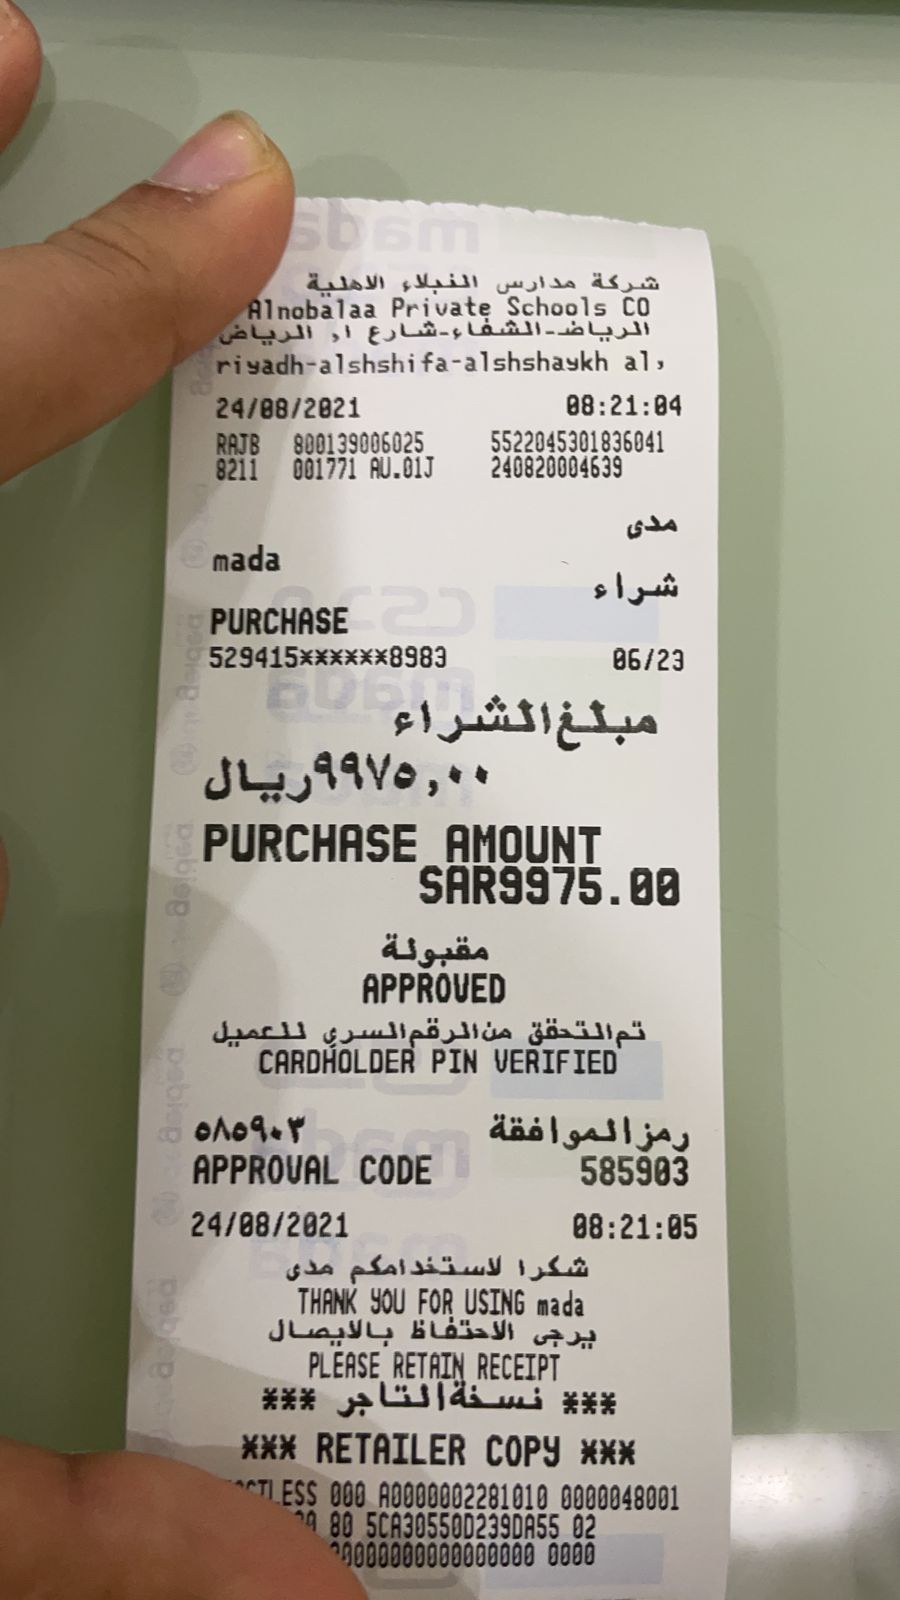 شركة مدارس النبلاء الاهلية
Alnobalaa Private Schools CO
الرياض-الشفاء-شارع ا, الرياض
riyadh-alshshifa-alshshaykh al,
24/08/2021 08:21:04
RAJB 800139006025 5522045301836041
8211 001771 AU.01J 240820004639
مدى
mada
شراء
PURCHASE
529415******8983 06/23
مبلغ الشراء
٩٩٧٥,٠٠ ريال
PURCHASE AMOUNT
SAR9975.00
مقبولة
APPROVED
تم التحقق من الرقم السري للعميل
CARDHOLDER PIN VERIFIED
رمز الموافقة ٥٨٥٩٠٣
APPROVAL CODE 585903
24/08/2021 08:21:05
شكرا لاستخدامكم مدى
THANK YOU FOR USING mada
يرجى الاحتفاظ بالايصال
PLEASE RETAIN RECEIPT
*** نسخة التاجر ***
*** RETAILER COPY ***
000 A0000002281010 0000048001
80 5CA30550D239DA55 02
0000